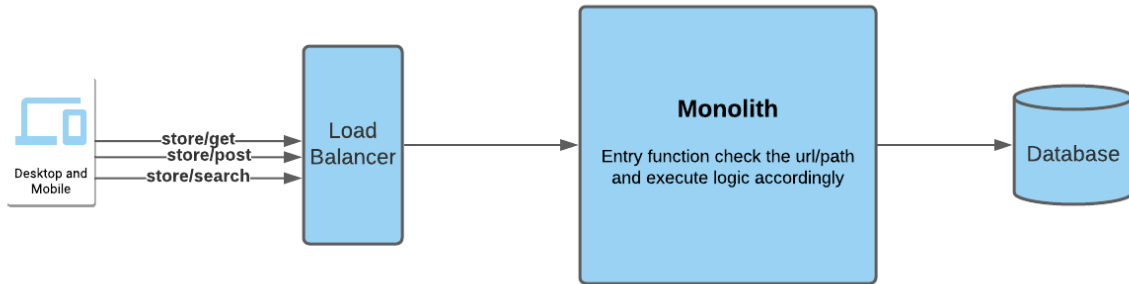 Desktop and
Mobile
store/get
store/post
store/search
Load
Balancer
Monolith
Entry function check the url/path
and execute logic accordingly
Database